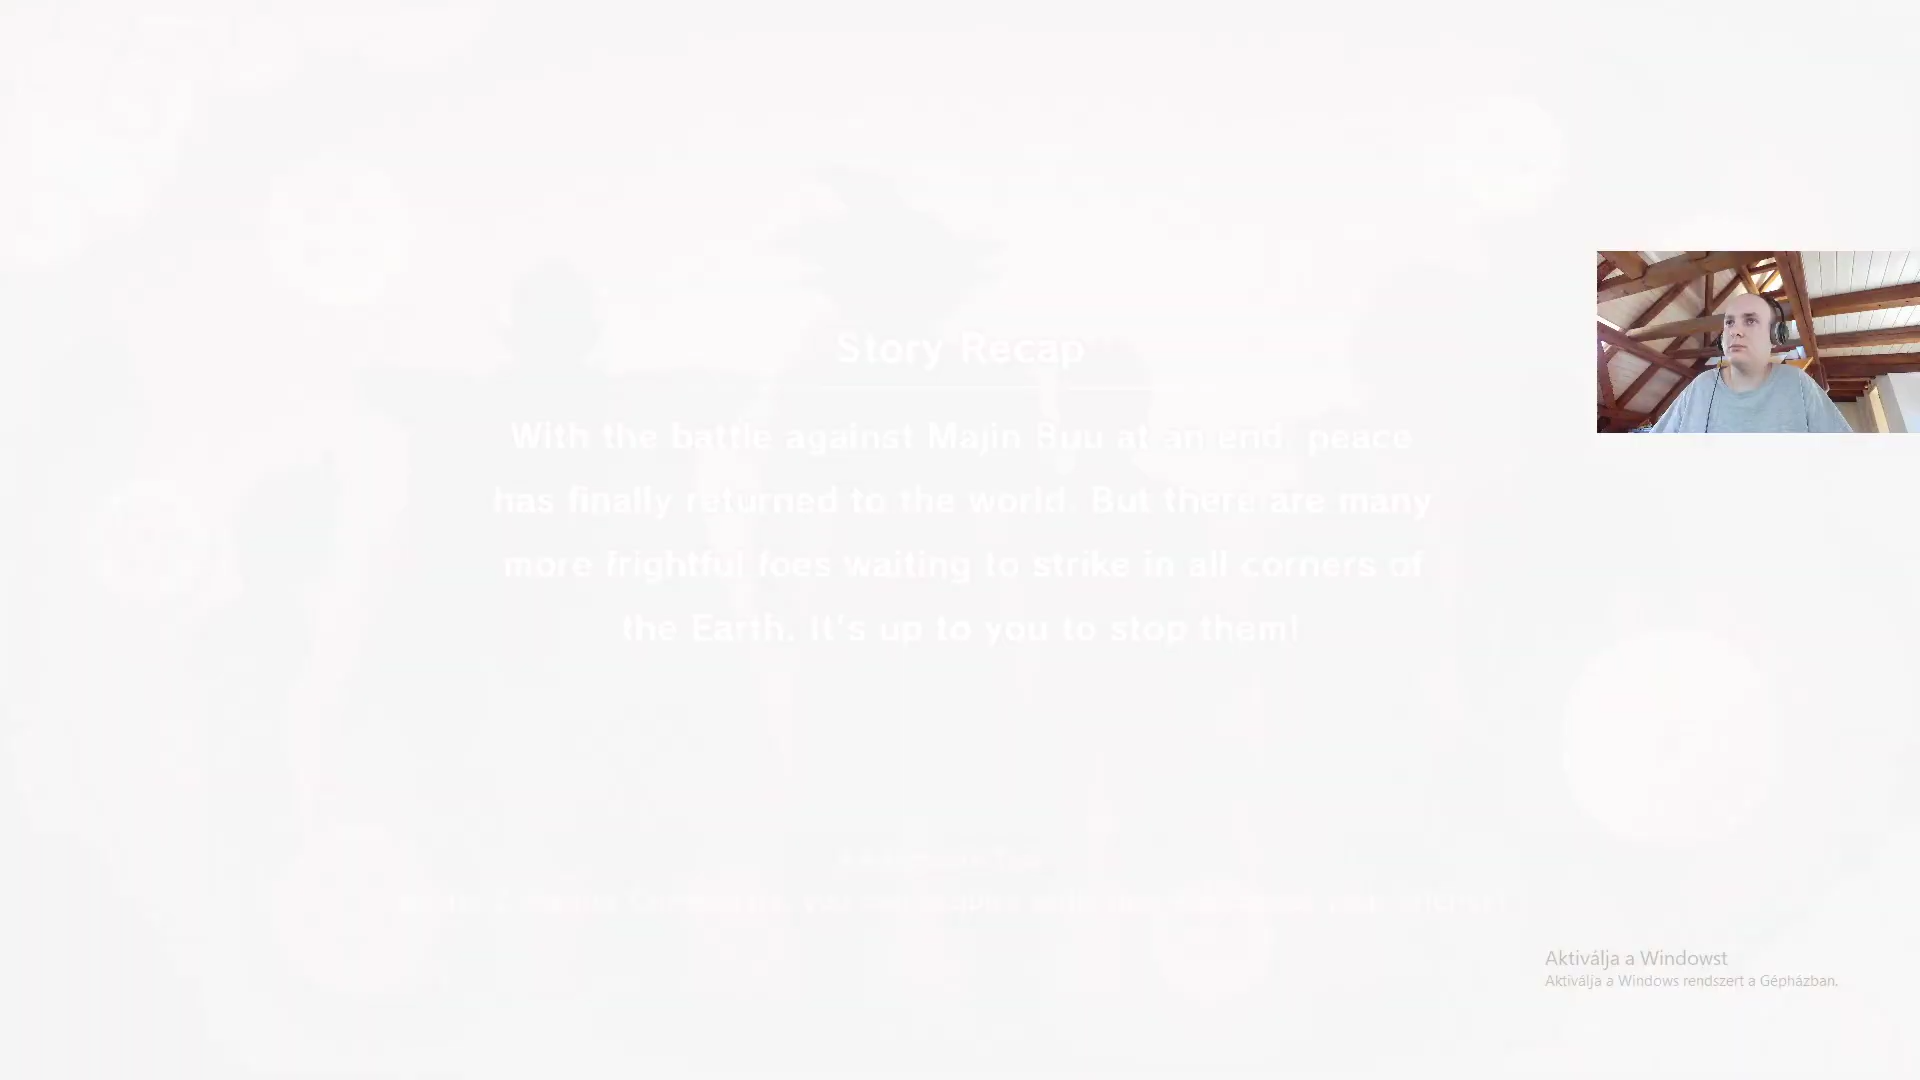 Story Recap
With the battle against Majin Buu at an end, peace
has finally returned to the world. But there are many
more frightful foes waiting to strike in all corners of
the Earth. It's up to you to stop them!
Aktiválja a Windowst
Aktiválja a Windows rendszert a Gépházban.